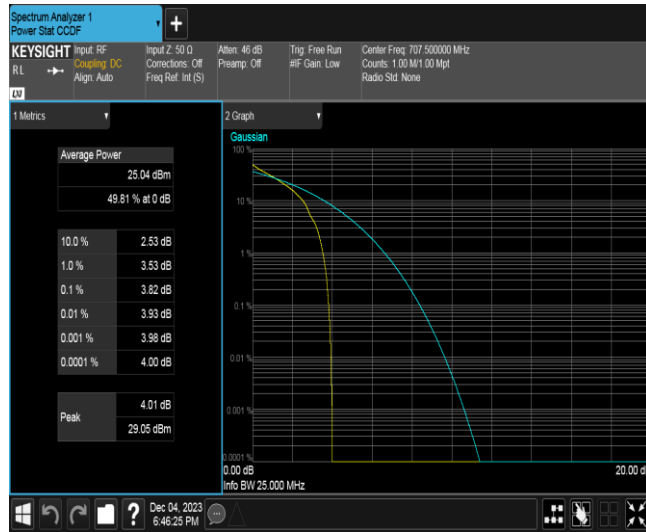 Spectrum Analyzer 1
Power Stat CCDF
KEYSIGHT
Input: RF
Coupling: DC
Align: Auto
Input Z: 50 Ω
Corrections: Off
Freq Ref: Int (S)
Atten: 46 dB
Preamp: Off
Trig: Free Run
#IF Gain: Low
Center Freq: 707.500000 MHz
Counts: 1.00 M/1.00 Mpt
Radio Std: None
R L
LXI
1 Metrics
Average Power
25.04 dBm
49.81 % at 0 dB
10.0 % 2.53 dB
1.0 % 3.53 dB
0.1 % 3.82 dB
0.01 % 3.93 dB
0.001 % 3.98 dB
0.0001 % 4.00 dB
Peak
4.01 dB
29.05 dBm
2 Graph
Gaussian
100 %
10 %
1 %
0.1 %
0.01 %
0.001 %
0.0001 %
0.00 dB 20.00 d
Info BW 25.000 MHz
?
Dec 04, 2023
6:46:25 PM